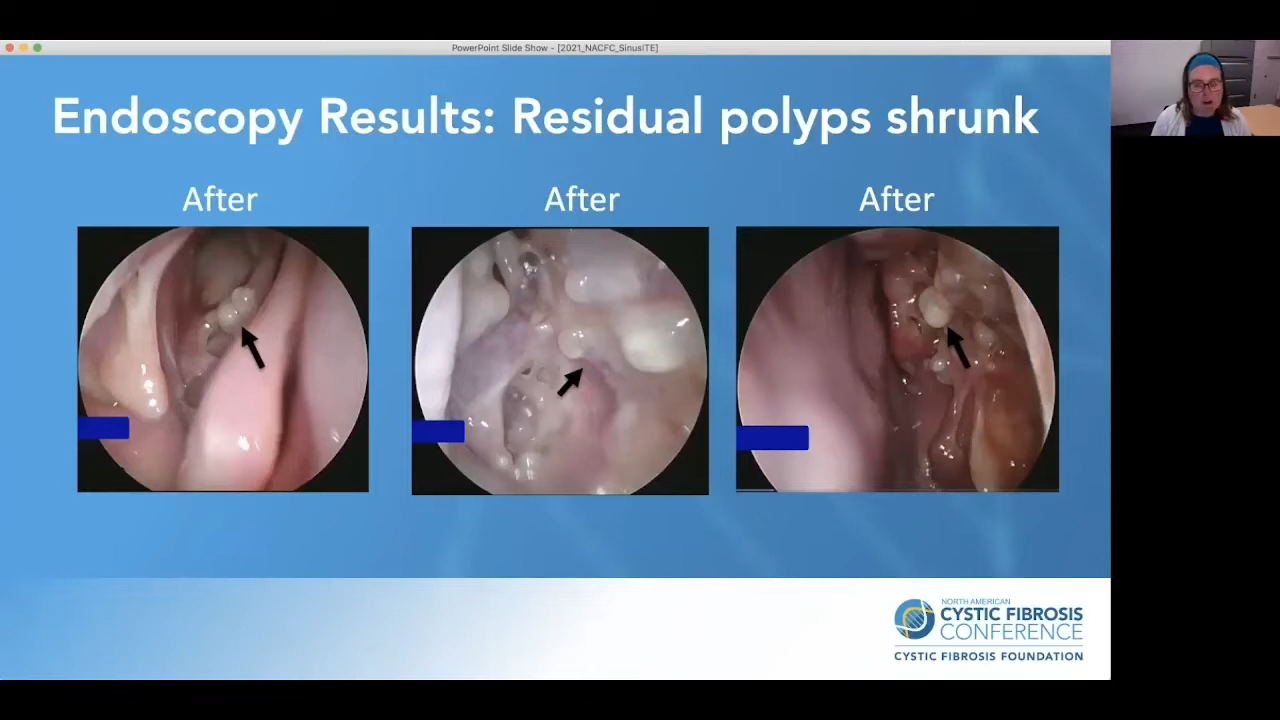 PowerPoint Slide Show - [2021_NACFC_SinusITE]
Endoscopy Results: Residual polyps shrunk
After
After
After
NORTH AMERICAN
CYSTIC FIBROSIS
CONFERENCE
CYSTIC FIBROSIS FOUNDATION